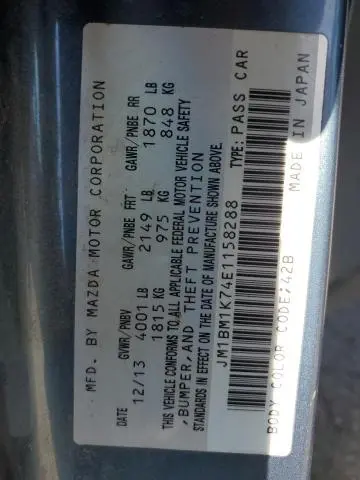 MFD. BY MAZDA MOTOR CORPORATION
DATE GVWR/PNBV GAWR/PNBE FRT GAWR/PNBE RR
12/13 4001 LB 2149 LB 1870 LB
1815 KG 975 KG 848 KG
THIS VEHICLE CONFORMS TO ALL APPLICABLE FEDERAL MOTOR VEHICLE SAFETY
,BUMPER,AND THEFT PREVENTION
STANDARDS IN EFFECT ON THE DATE OF MANUFACTURE SHOWN ABOVE.
JM1BM1K74E1158288 TYPE: PASS CAR
BODY COLOR CODE:42B MADE IN JAPAN